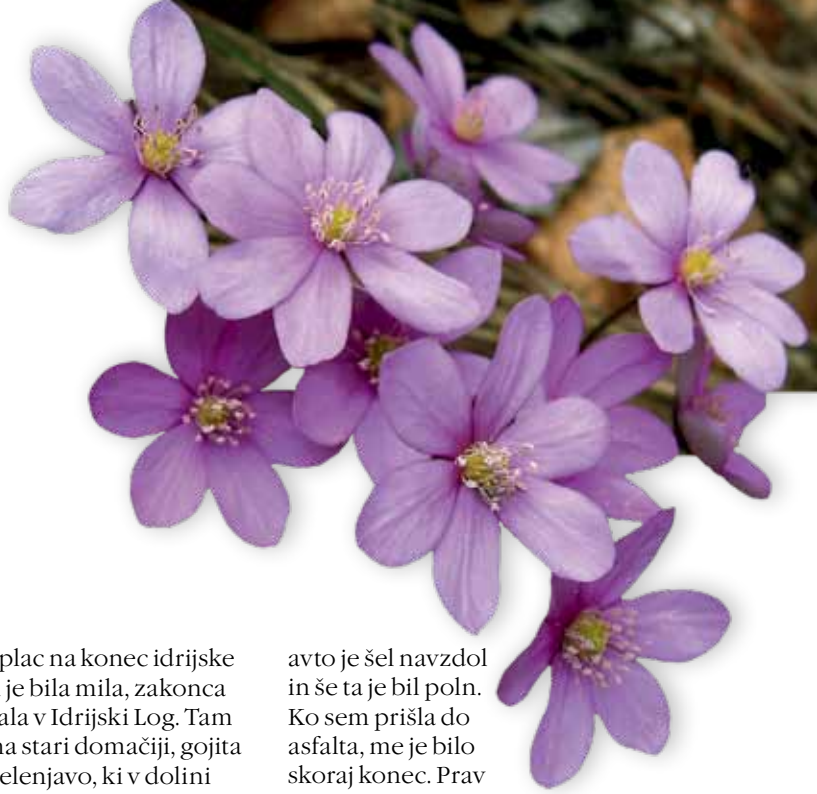 plac na konec idrijske
je bila mila, zakonca
ala v Idrijski Log. Tam
na stari domačiji, gojita
elenjavo, ki v dolini
avto je šel navzdol
in še ta je bil poln.
Ko sem prišla do
asfalta, me je bilo
skoraj konec. Prav